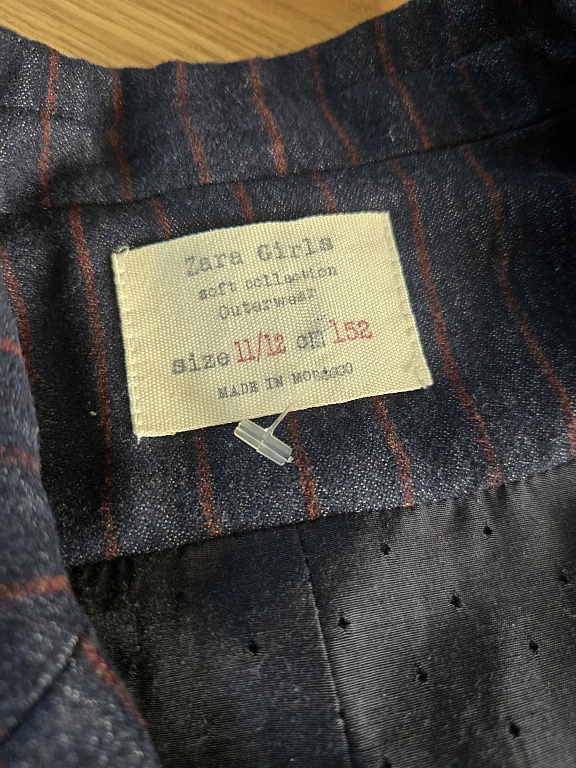 Zara Girls
soft collection
Outerwear
Size 11/12 cm 152
MADE IN MOROCCO